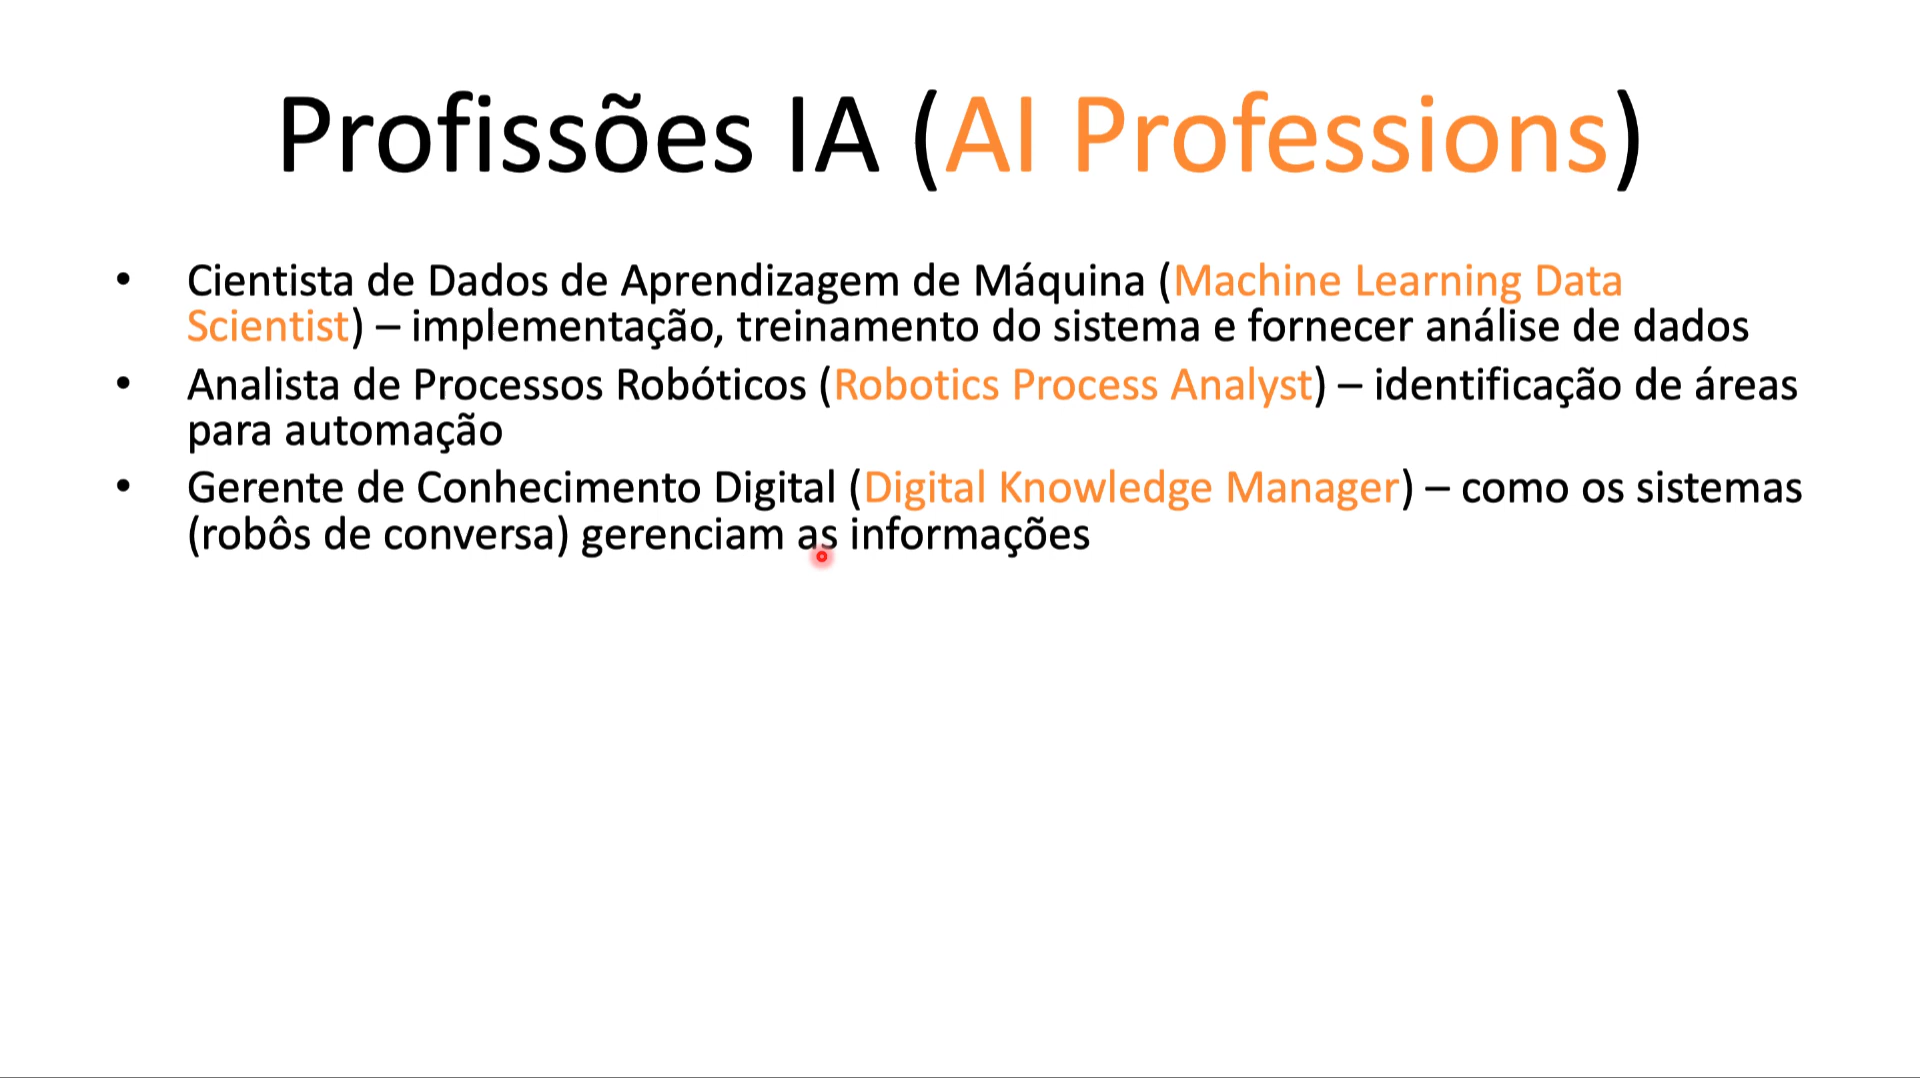 Profissões IA (AI Professions)
• Cientista de Dados de Aprendizagem de Máquina (Machine Learning Data
Scientist) – implementação, treinamento do sistema e fornecer análise de dados
• Analista de Processos Robóticos (Robotics Process Analyst) – identificação de áreas
para automação
• Gerente de Conhecimento Digital (Digital Knowledge Manager) – como os sistemas
(robôs de conversa) gerenciam as informações